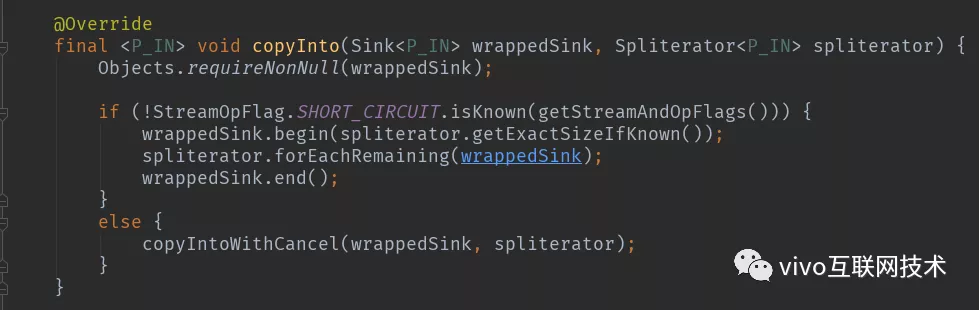 @Override
final <P_IN> void copyInto(Sink<P_IN> wrappedSink, Spliterator<P_IN> spliterator) {
    Objects.requireNonNull(wrappedSink);

    if (!StreamOpFlag.SHORT_CIRCUIT.isKnown(getStreamAndOpFlags())) {
        wrappedSink.begin(spliterator.getExactSizeIfKnown());
        spliterator.forEachRemaining(wrappedSink);
        wrappedSink.end();
    }
    else {
        copyIntoWithCancel(wrappedSink, spliterator);
    }
}
vivo互联网技术